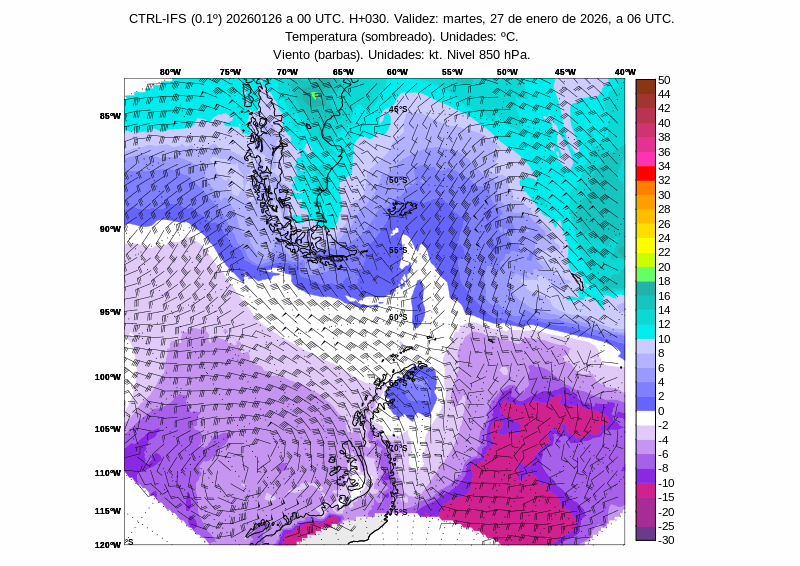 CTRL-IFS (0.1º) 20260126 a 00 UTC. H+030. Validez: martes, 27 de enero de 2026, a 06 UTC.
Temperatura (sombreado). Unidades: ºC.
Viento (barbas). Unidades: kt. Nivel 850 hPa.
80°W 75°W 70°W 65°W 60°W 55°W 50°W 45°W 40°W
85°W
90°W
95°W
100°W
105°W
110°W
115°W
120°W
45°S
50°S
55°S
60°S
65°S
70°S
75°S
°S
50
44
42
40
38
36
34
32
30
28
26
24
22
20
18
16
14
12
10
8
6
4
2
0
-2
-4
-6
-8
-10
-15
-20
-25
-30